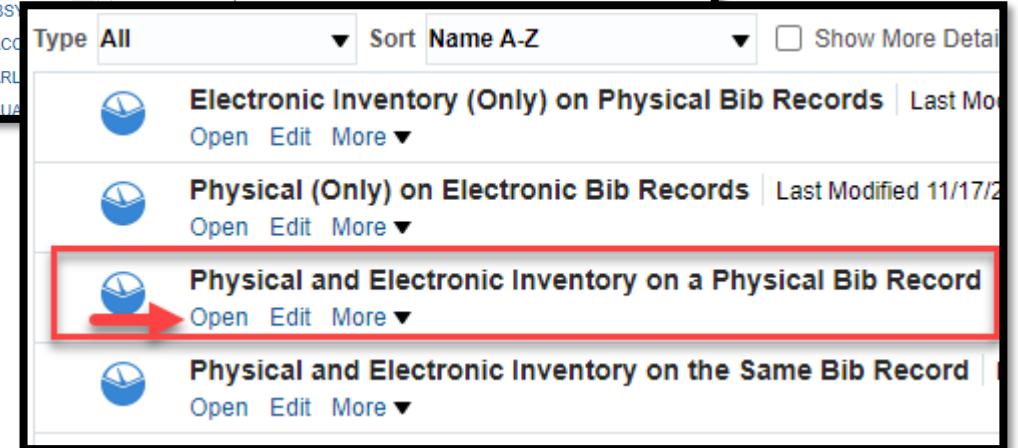 Type All Sort Name A-Z Show More Detai
Electronic Inventory (Only) on Physical Bib Records Last Mo
Open Edit More
Physical (Only) on Electronic Bib Records Last Modified 11/17/2
Open Edit More
Physical and Electronic Inventory on a Physical Bib Record
Open Edit More
Physical and Electronic Inventory on the Same Bib Record
Open Edit More